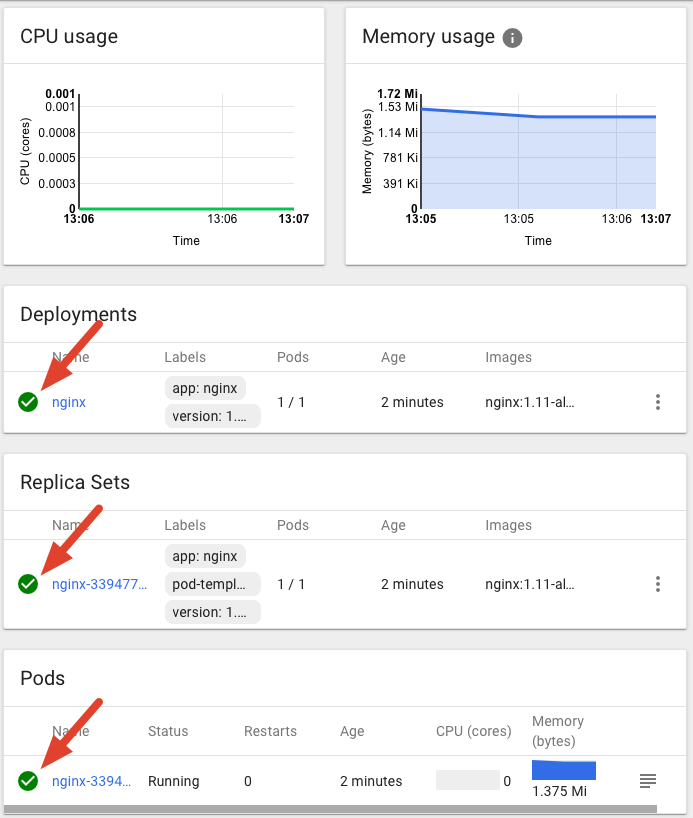 CPU usage
CPU (cores)
0.001
0.001
0.0008
0.0005
0.0003
0
13:06
13:06
13:07
Time
Memory usage
Memory (bytes)
1.72 Mi
1.53 Mi
1.14 Mi
781 Ki
391 Ki
0
13:05
13:05
13:06
13:07
Time
Deployments
Name Labels Pods Age Images
nginx app: nginx 1 / 1 2 minutes nginx:1.11-al...
version: 1....
Replica Sets
Name Labels Pods Age Images
app: nginx
nginx-339477... pod-templ... 1 / 1 2 minutes nginx:1.11-al...
version: 1....
Pods
Name Status Restarts Age CPU (cores) Memory (bytes)
nginx-3394... Running 0 2 minutes 0 1.375 Mi